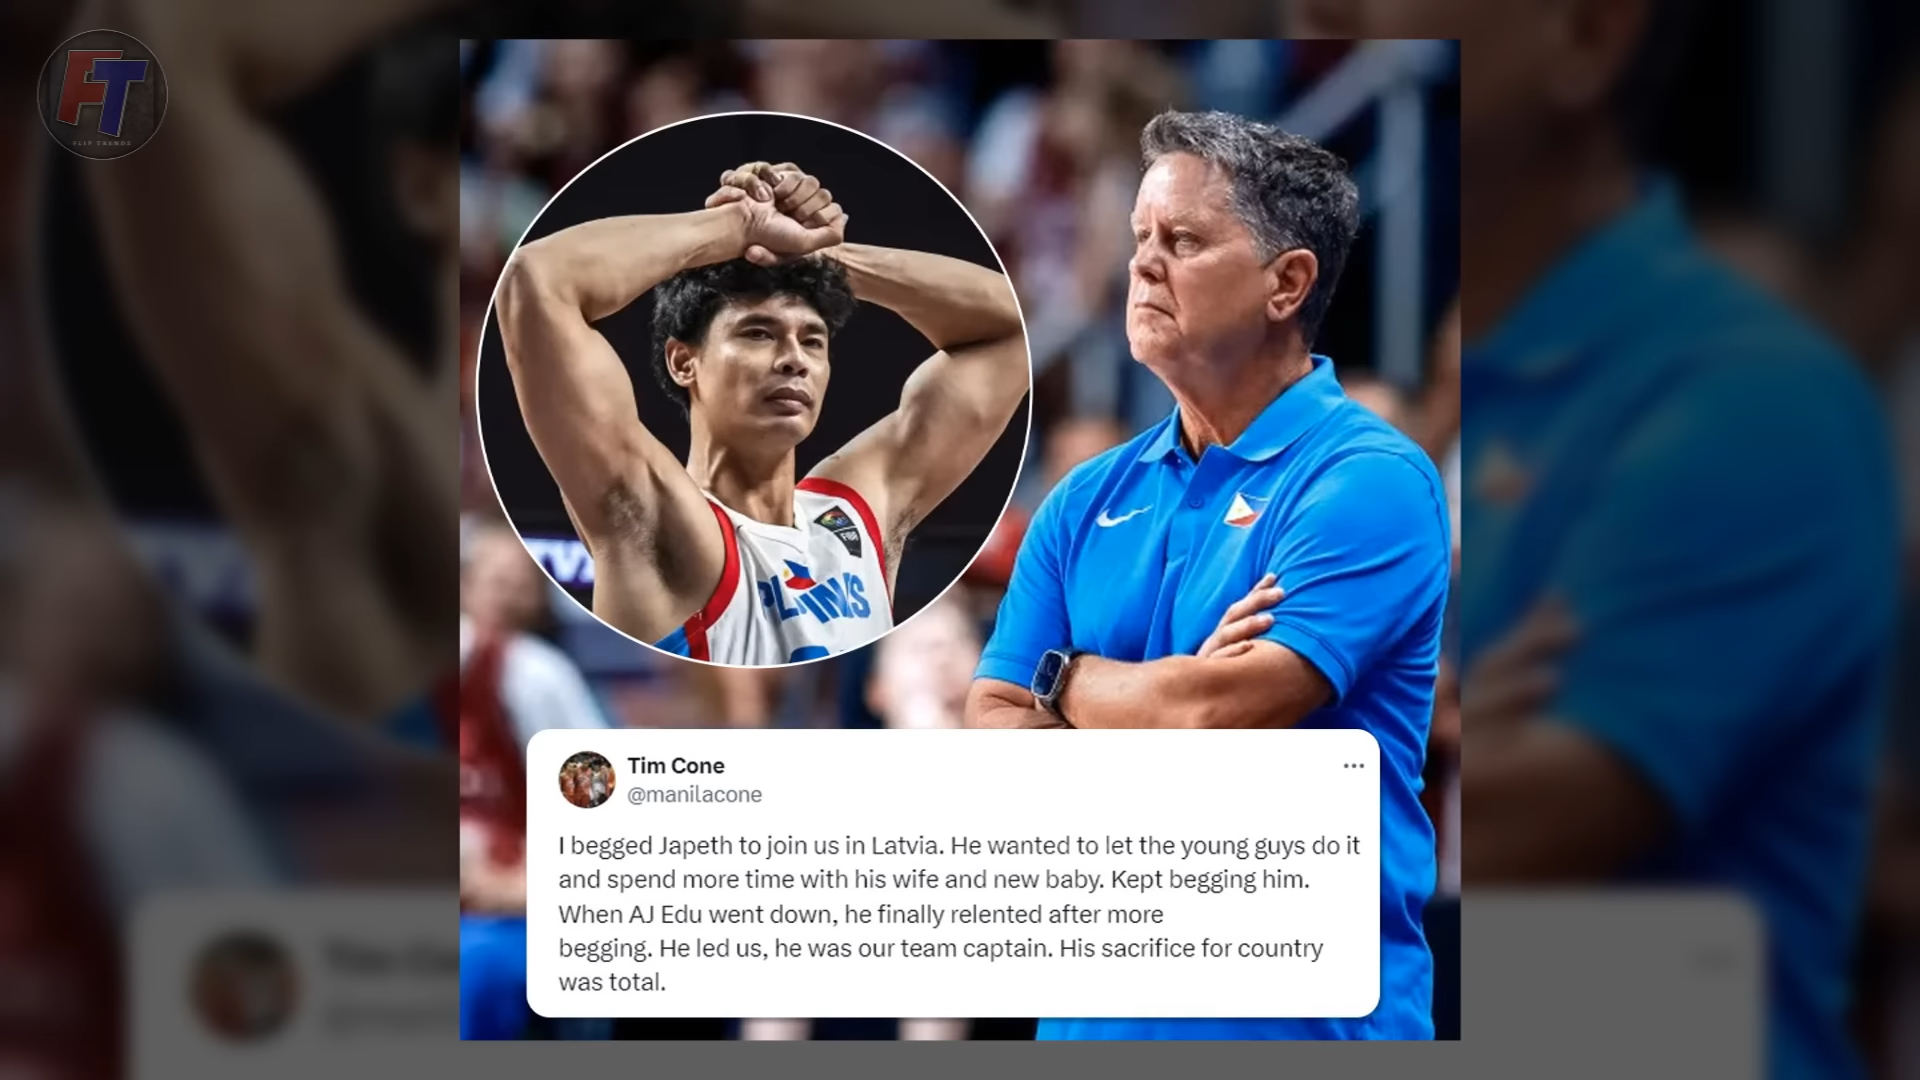 FT
FLIP TRENDS
FIBA
PILIPINAS
Tim Cone
@manilacone
I begged Japeth to join us in Latvia. He wanted to let the young guys do it
and spend more time with his wife and new baby. Kept begging him.
When AJ Edu went down, he finally relented after more
begging. He led us, he was our team captain. His sacrifice for country
was total.